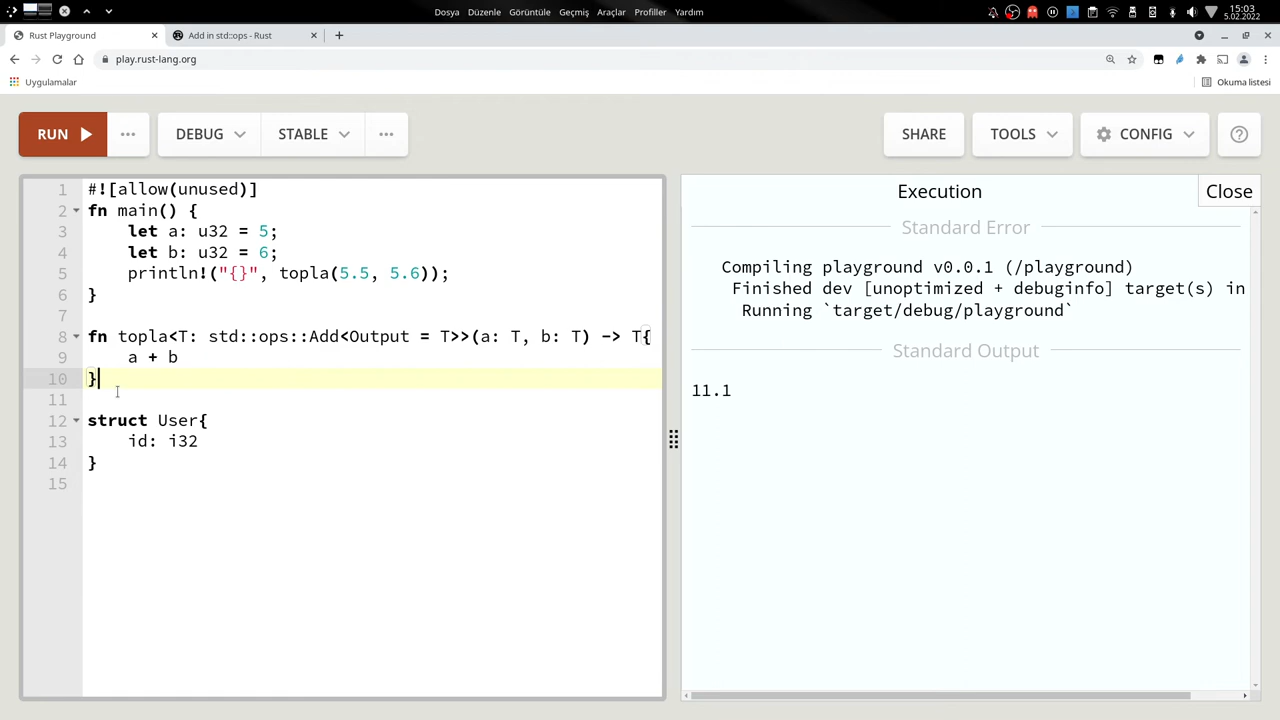 Dosya Düzenle Görüntüle Geçmiş Araçlar Profiller Yardım
15:03
5.02.2022
Rust Playground
Add in std::ops - Rust
play.rust-lang.org
Uygulamalar
Okuma listesi
RUN
DEBUG
STABLE
SHARE
TOOLS
CONFIG
1 #![allow(unused)]
2 fn main() {
3 let a: u32 = 5;
4 let b: u32 = 6;
5 println!("{}", topla(5.5, 5.6));
6 }
7
8 fn topla<T: std::ops::Add<Output = T>>(a: T, b: T) -> T{
9 a + b
10 }
11
12 struct User{
13 id: i32
14 }
15
Execution
Close
Standard Error
Compiling playground v0.0.1 (/playground)
Finished dev [unoptimized + debuginfo] target(s) in
Running `target/debug/playground`
Standard Output
11.1